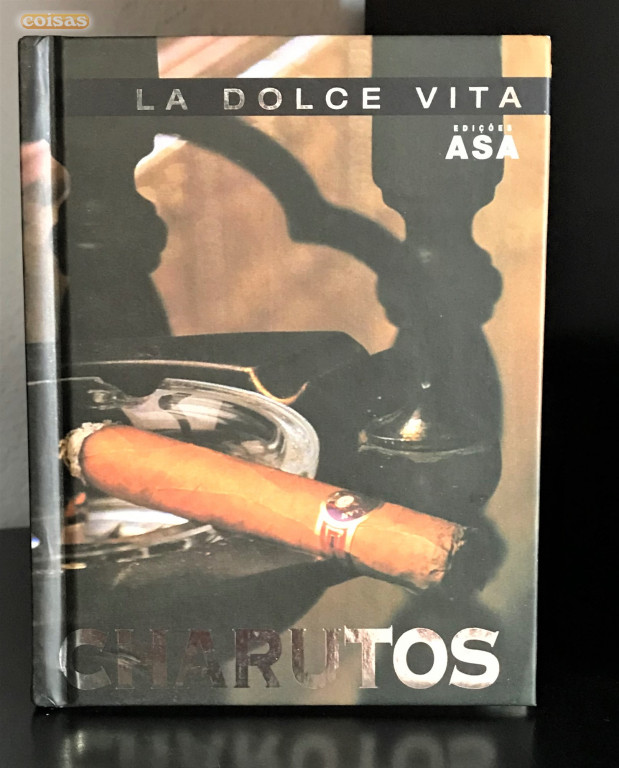 coisas
LA DOLCE VITA
EDIÇÕES
ASA
CHARUTOS